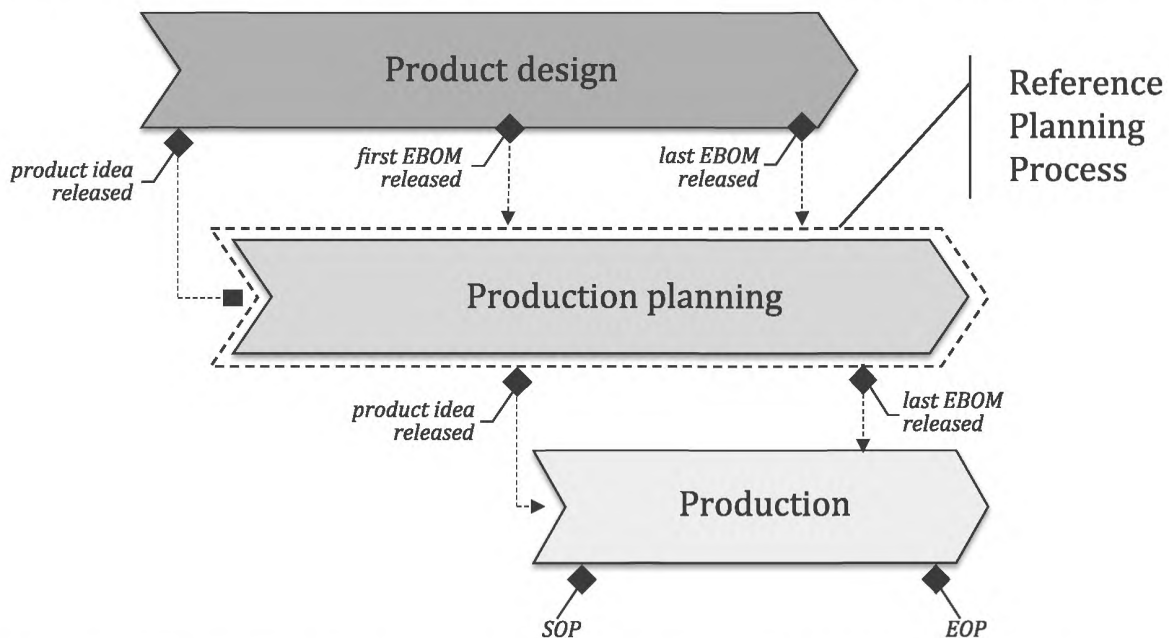 Product design
Reference
Planning
Process
product idea
released
first EBOM
released
last EBOM
released
Production planning
product idea
released
last EBOM
released
Production
SOP
EOP